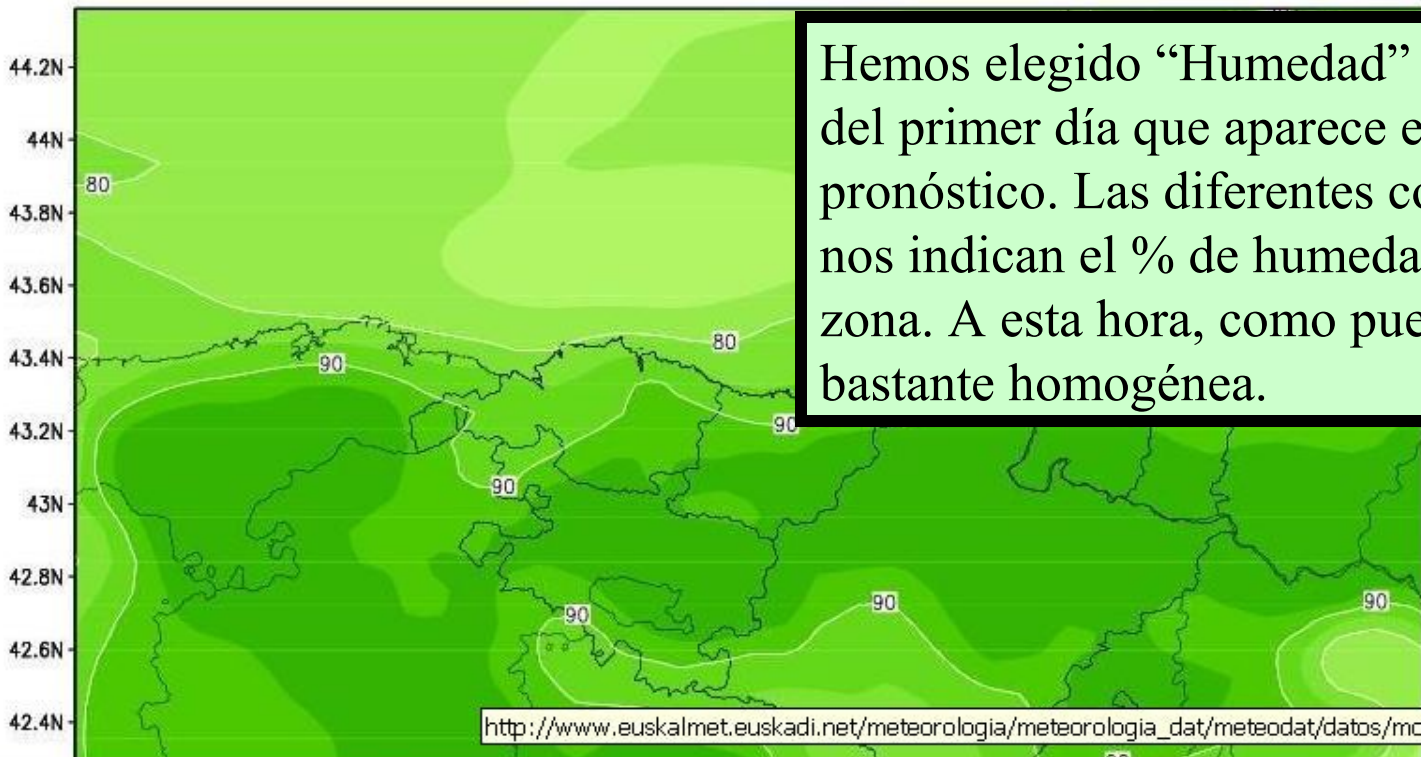 Hemos elegido “Humedad”
del primer día que aparece e
pronóstico. Las diferentes co
nos indican el % de humeda
zona. A esta hora, como pue
bastante homogénea.
44.2N
44N
80
43.8N
43.6N
80
43.4N
90
43.2N
90
90
43N
42.8N
90
90
90
42.6N
42.4N
http://www.euskalmet.euskadi.net/meteorologia/meteorologia_dat/meteodat/datos/mo